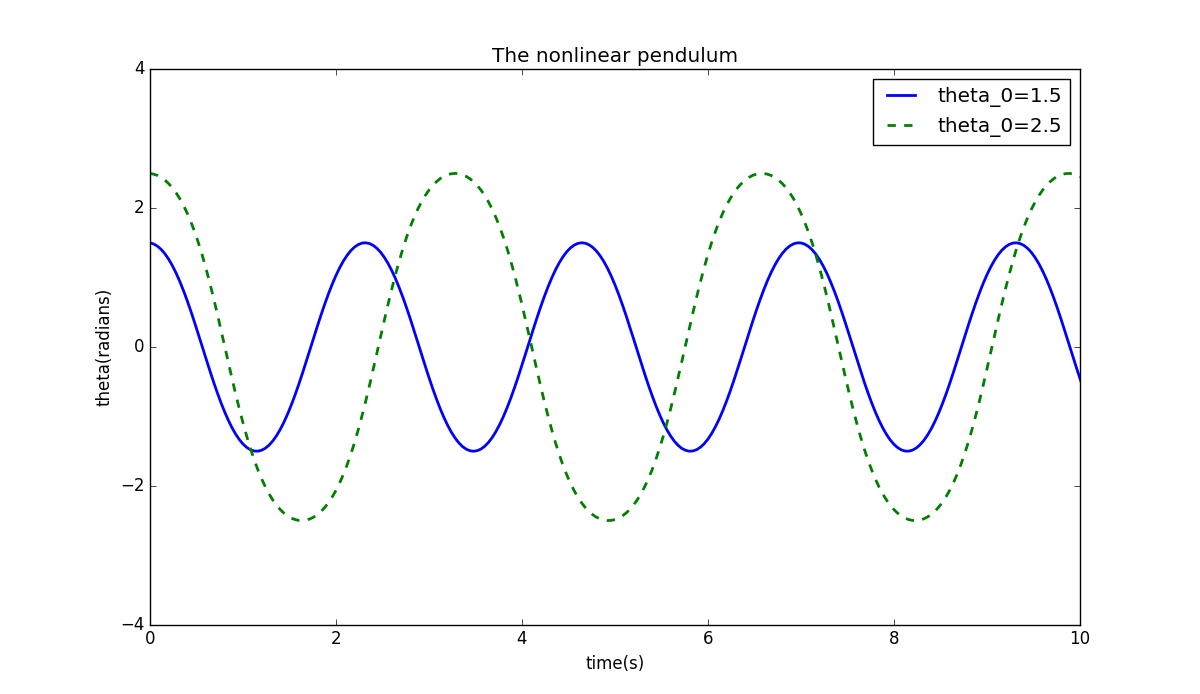 The nonlinear pendulum
theta_0=1.5
theta_0=2.5
theta(radians)
4
2
0
−2
−4
0 2 4 6 8 10
time(s)